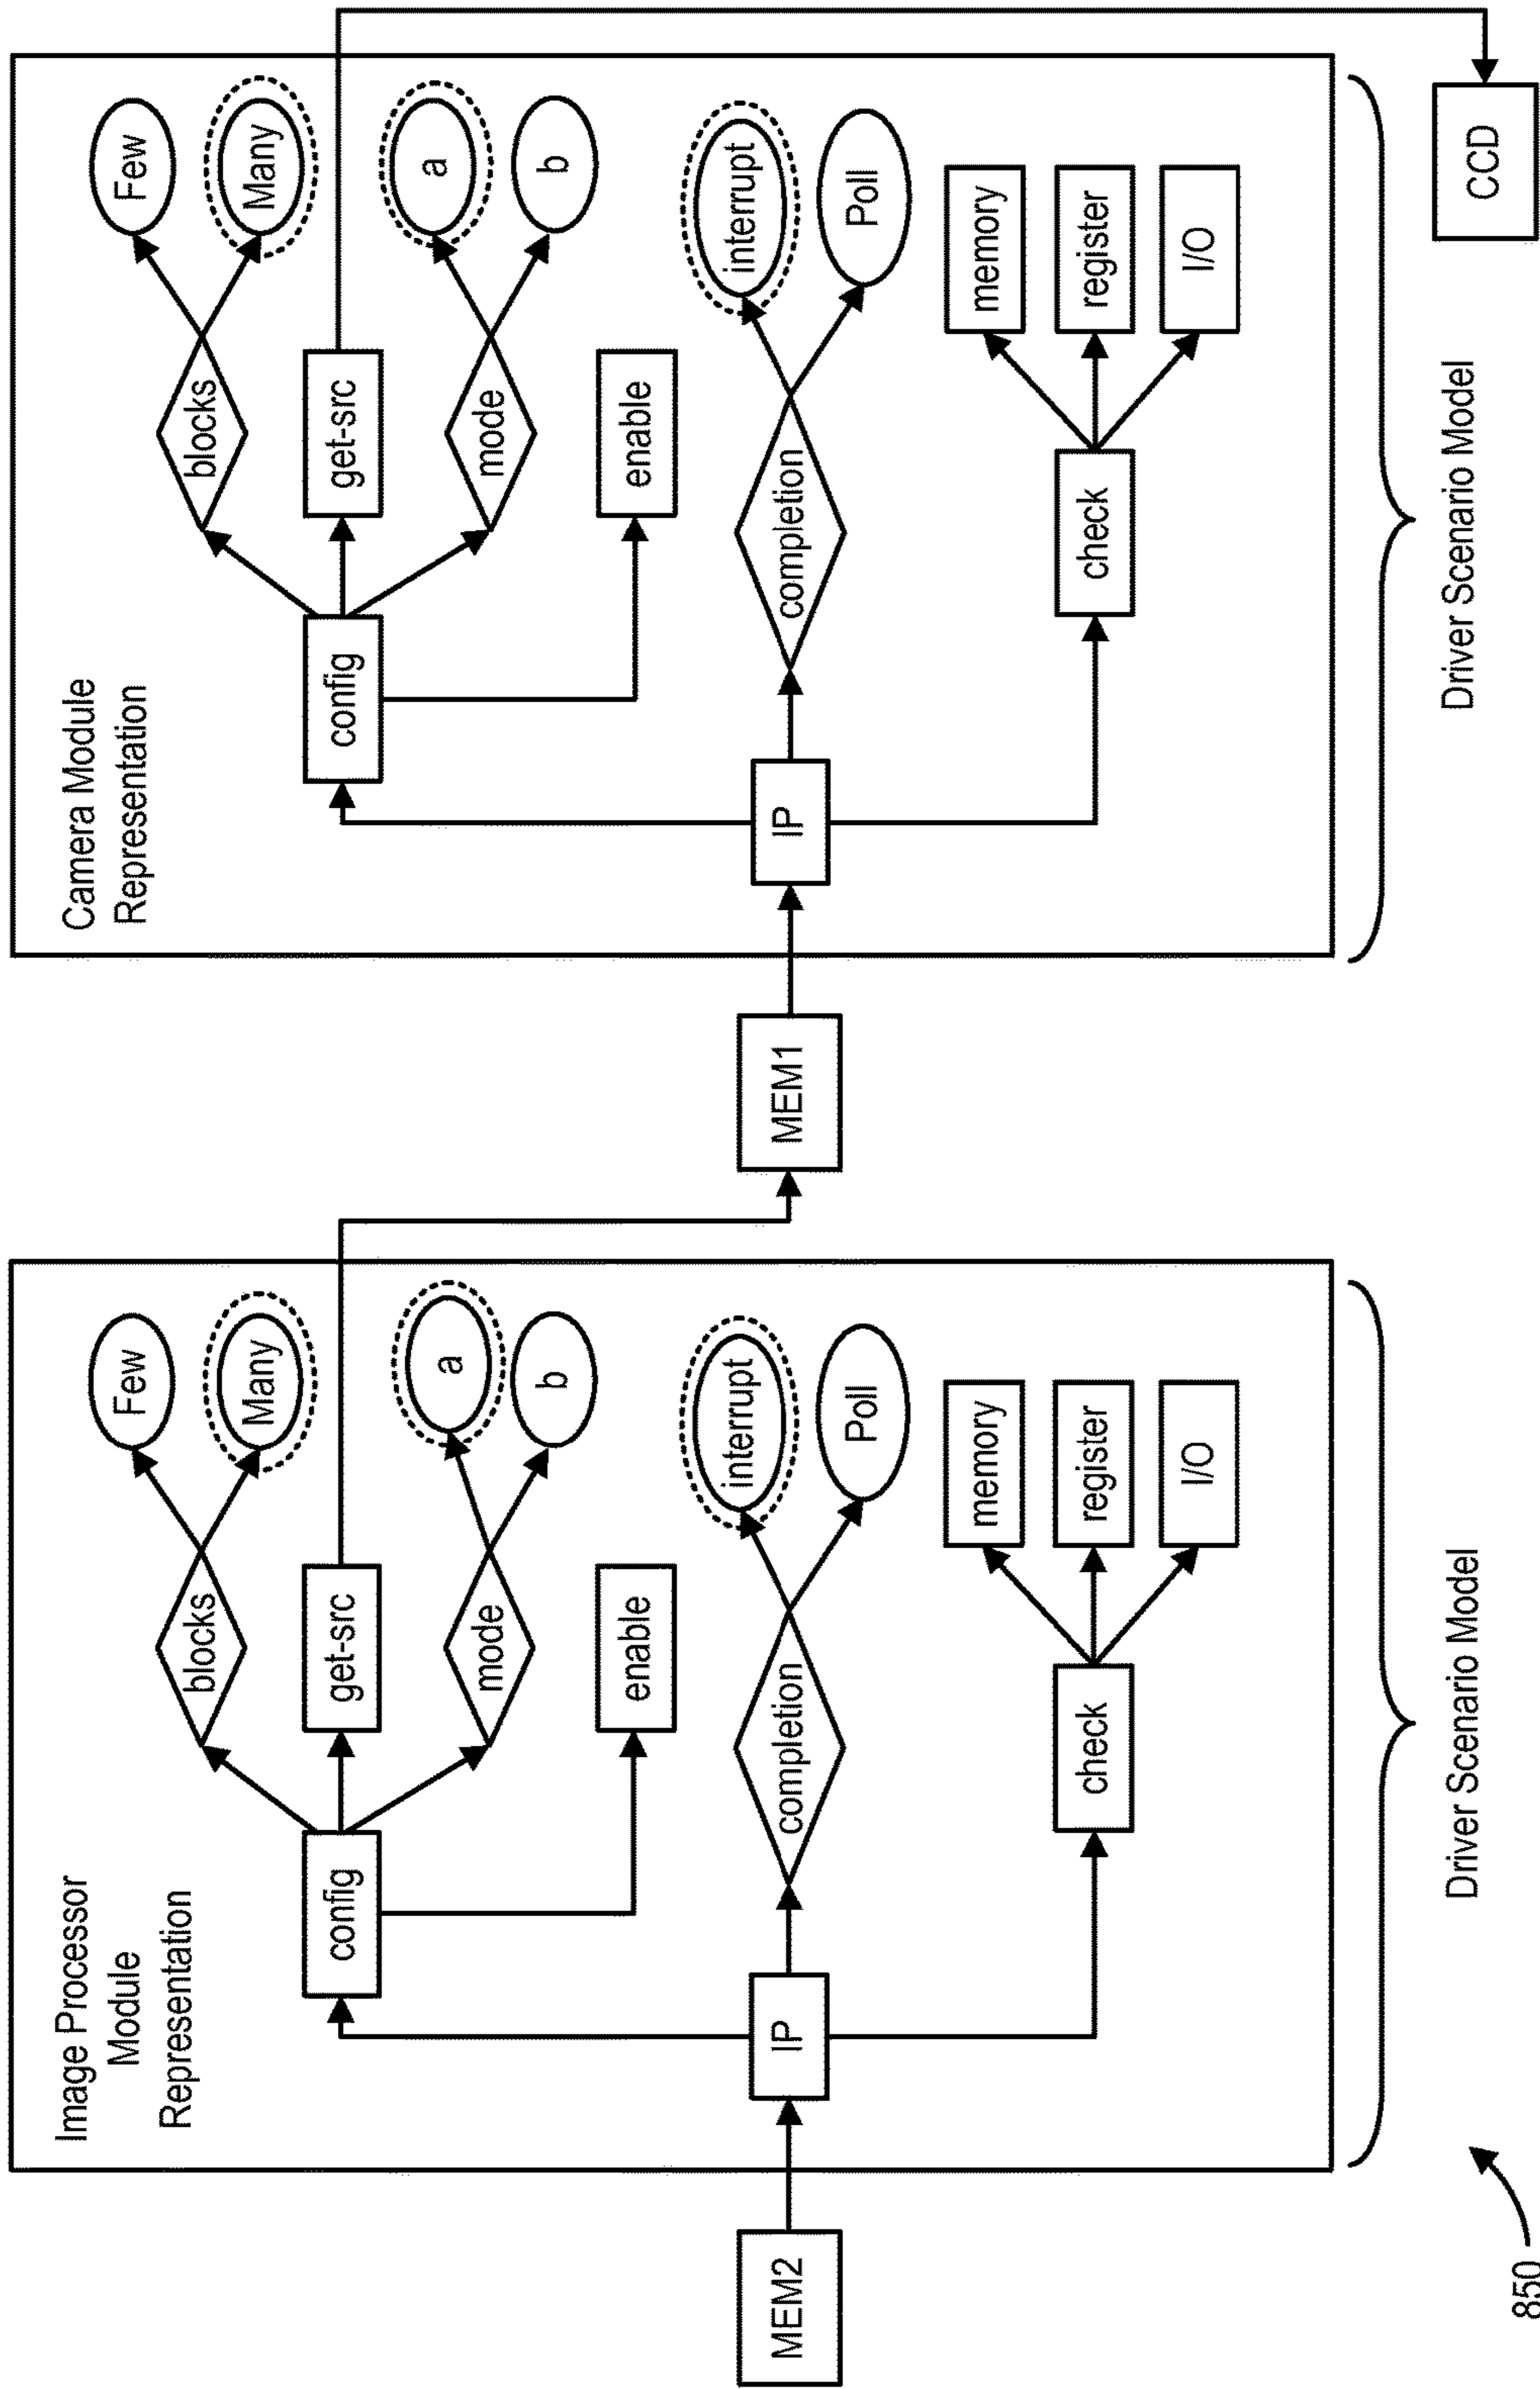 Image Processor
Module
Representation
MEM2
IP
config
blocks
Few
Many
get-src
mode
a
b
enable
completion
interrupt
Poll
check
memory
register
I/O
Driver Scenario Model
MEM1
Camera Module
Representation
IP
config
blocks
Few
Many
get-src
mode
a
b
enable
completion
interrupt
Poll
check
memory
register
I/O
Driver Scenario Model
CCD
850